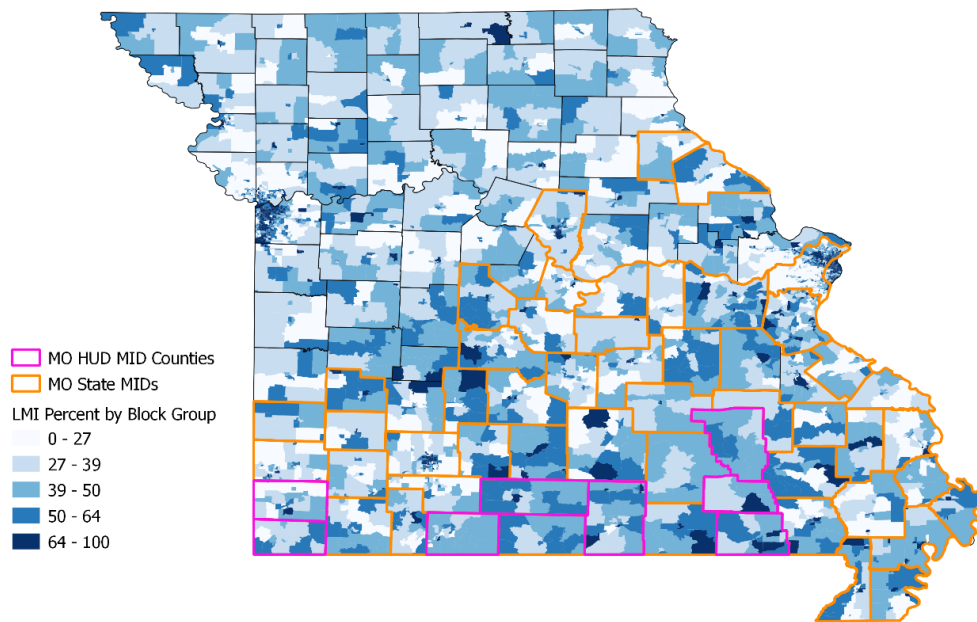 MO HUD MID Counties
MO State MIDs
LMI Percent by Block Group
0 - 27
27 - 39
39 - 50
50 - 64
64 - 100